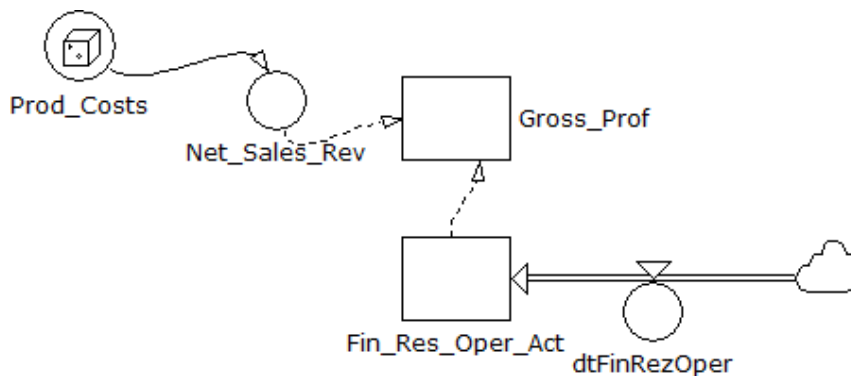 Prod_Costs
Net_Sales_Rev
Gross_Prof
Fin_Res_Oper_Act
dtFinRezOper